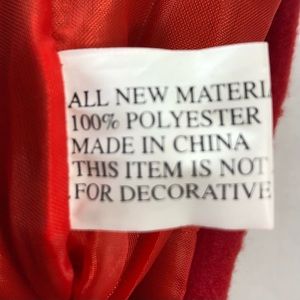 ALL NEW MATERI
100% POLYESTER
MADE IN CHINA
THIS ITEM IS NOT
FOR DECORATIVE